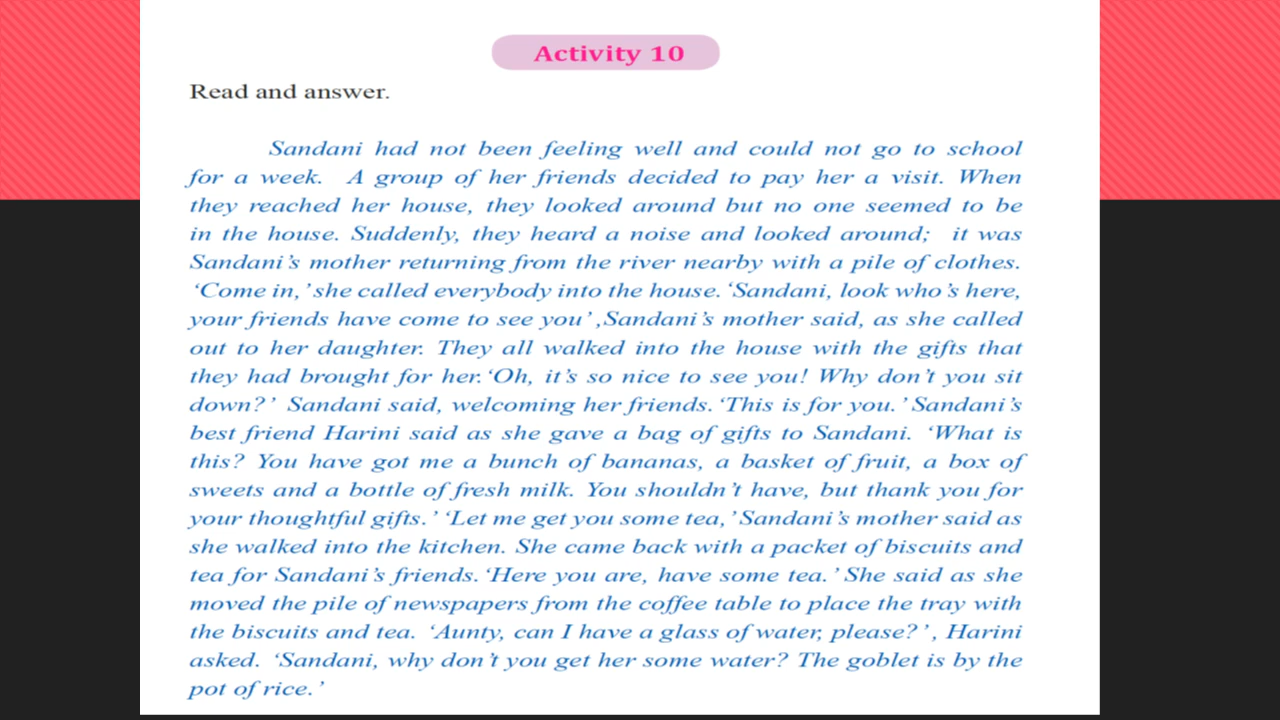 Activity 10
Read and answer.
Sandani had not been feeling well and could not go to school
for a week. A group of her friends decided to pay her a visit. When
they reached her house, they looked around but no one seemed to be
in the house. Suddenly, they heard a noise and looked around; it was
Sandani's mother returning from the river nearby with a pile of clothes.
'Come in,' she called everybody into the house. 'Sandani, look who's here,
your friends have come to see you' ,Sandani's mother said, as she called
out to her daughter. They all walked into the house with the gifts that
they had brought for her. 'Oh, it's so nice to see you! Why don't you sit
down?' Sandani said, welcoming her friends. 'This is for you.' Sandani's
best friend Harini said as she gave a bag of gifts to Sandani. 'What is
this? You have got me a bunch of bananas, a basket of fruit, a box of
sweets and a bottle of fresh milk. You shouldn't have, but thank you for
your thoughtful gifts.' 'Let me get you some tea,' Sandani's mother said as
she walked into the kitchen. She came back with a packet of biscuits and
tea for Sandani's friends. 'Here you are, have some tea.' She said as she
moved the pile of newspapers from the coffee table to place the tray with
the biscuits and tea. 'Aunty, can I have a glass of water, please?' , Harini
asked. 'Sandani, why don't you get her some water? The goblet is by the
pot of rice.'